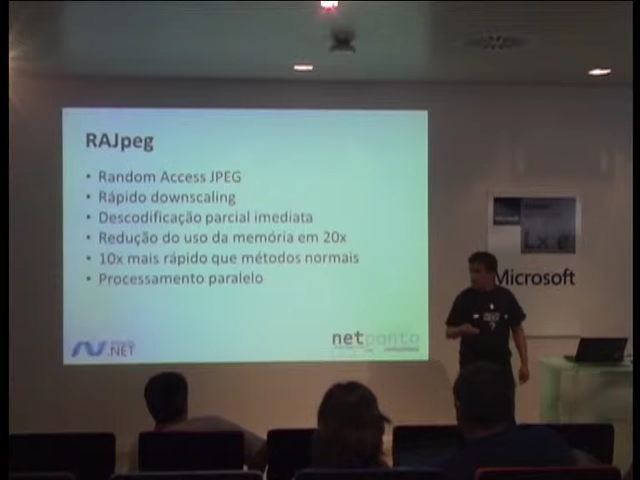 RAJpeg
• Random Access JPEG
• Rápido downscaling
• Descodificação parcial imediata
• Redução do uso da memória em 20x
• 10x mais rápido que métodos normais
• Processamento paralelo
.NET
netponto
Microsoft